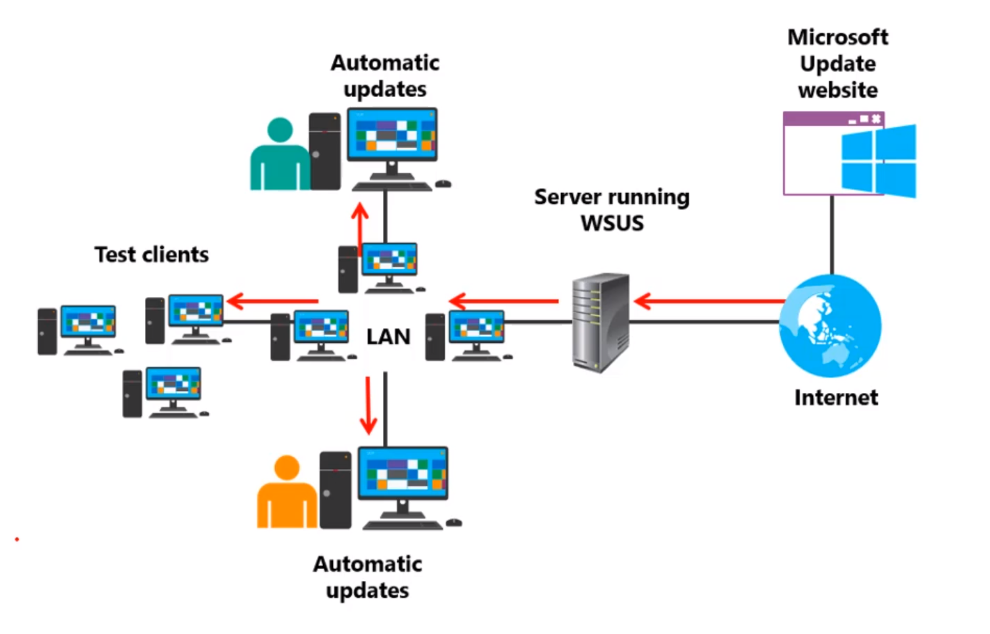 Microsoft
Update
website
Automatic
updates
Server running
WSUS
Test clients
LAN
Internet
Automatic
updates